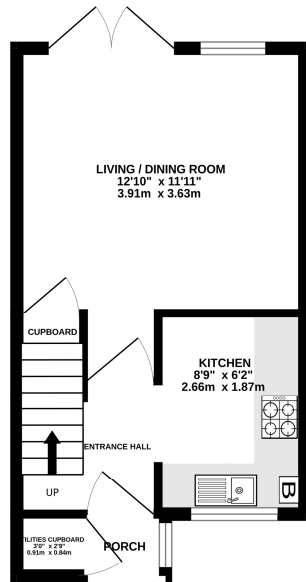 LIVING / DINING ROOM
12'10" x 11'11"
3.91m x 3.63m
CUPBOARD
KITCHEN
8'9" x 6'2"
2.66m x 1.87m
ENTRANCE HALL
UP
B
UTILITIES CUPBOARD
3'0" x 2'9"
0.91m x 0.84m
PORCH